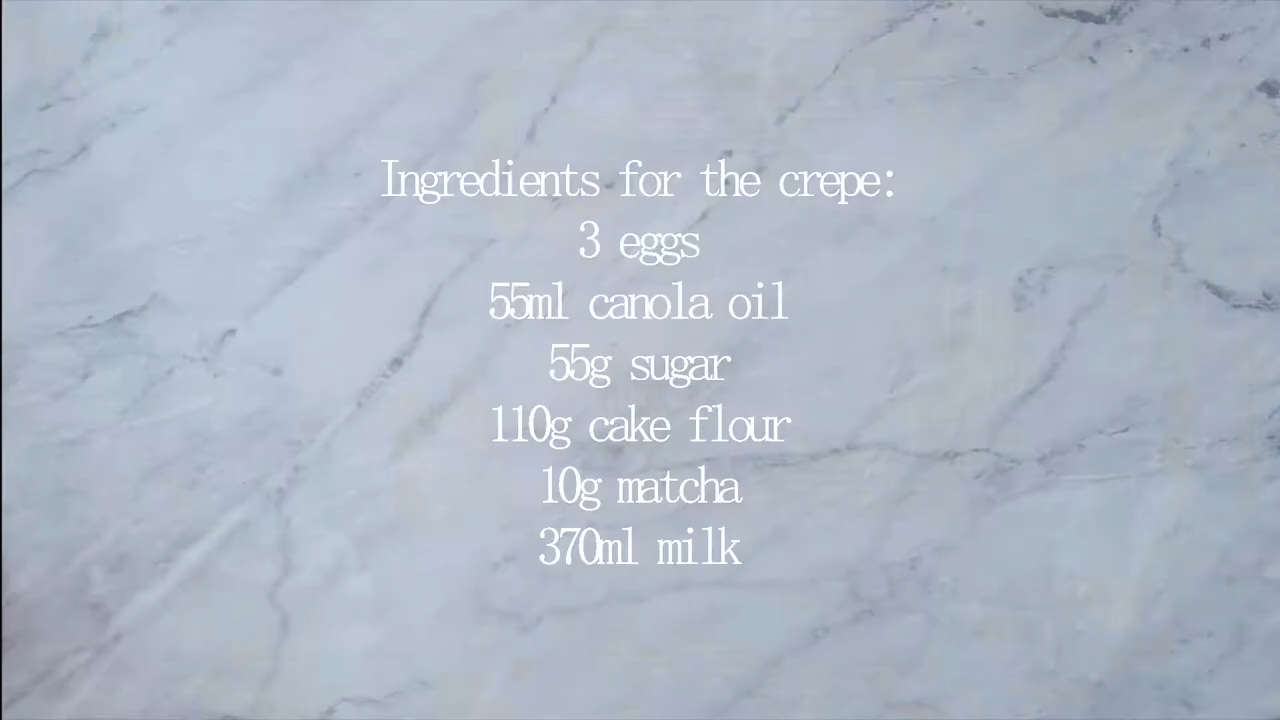 Ingredients for the crepe:
3 eggs
55ml canola oil
55g sugar
110g cake flour
10g matcha
370ml milk